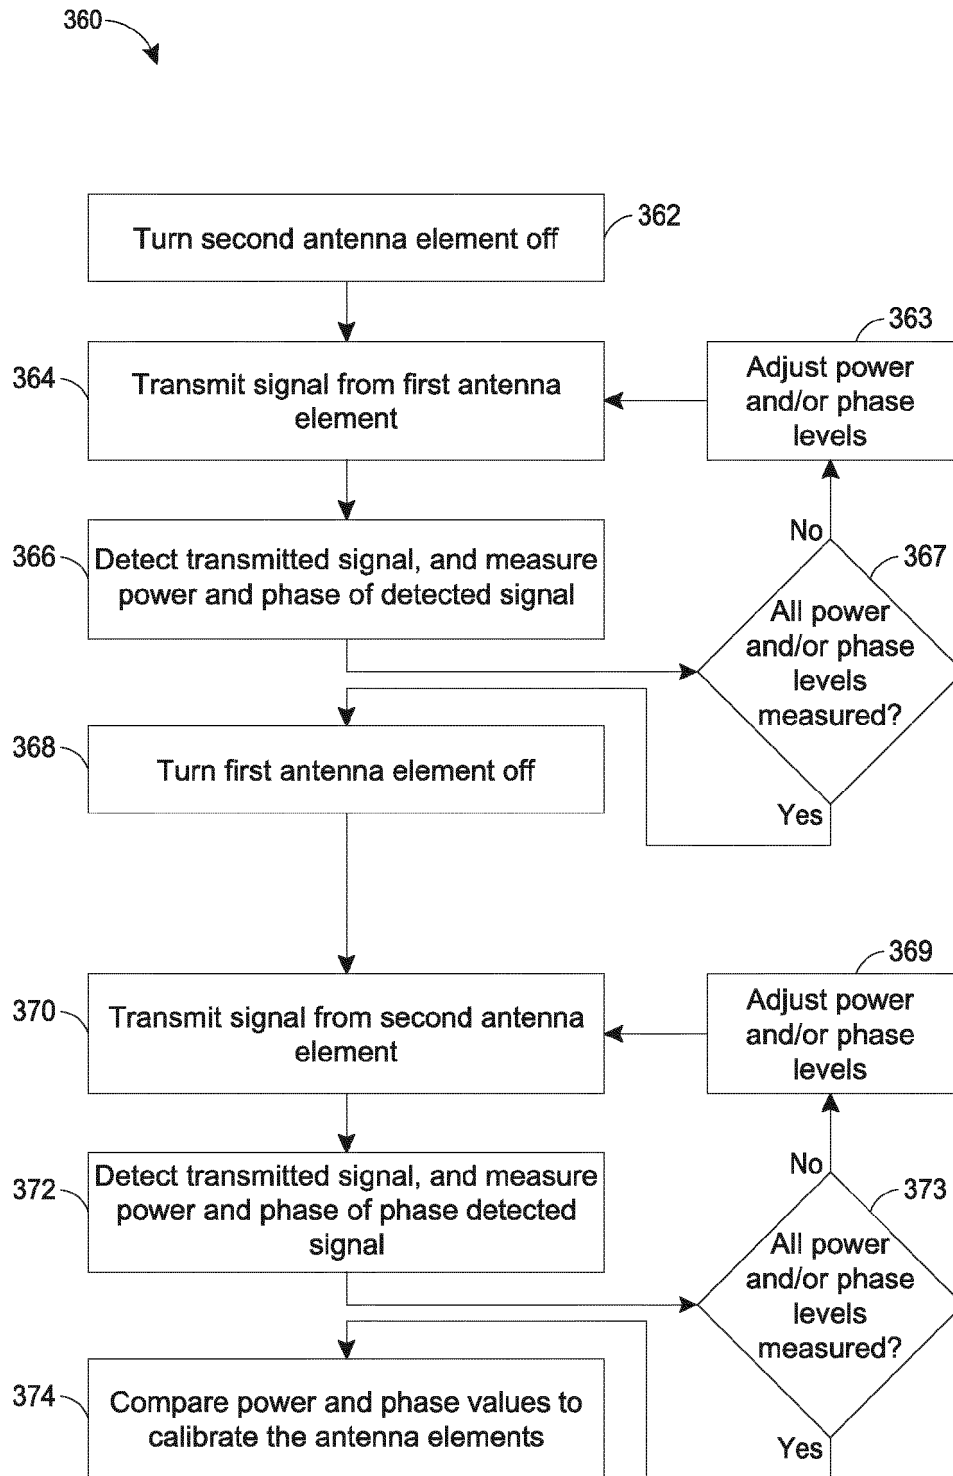 360
Turn second antenna element off
362
364
Transmit signal from first antenna
element
363
Adjust power
and/or phase
levels
366
Detect transmitted signal, and measure
power and phase of detected signal
No
367
All power
and/or phase
levels
measured?
Yes
368
Turn first antenna element off
370
Transmit signal from second antenna
element
369
Adjust power
and/or phase
levels
372
Detect transmitted signal, and measure
power and phase of phase detected
signal
No
373
All power
and/or phase
levels
measured?
Yes
374
Compare power and phase values to
calibrate the antenna elements